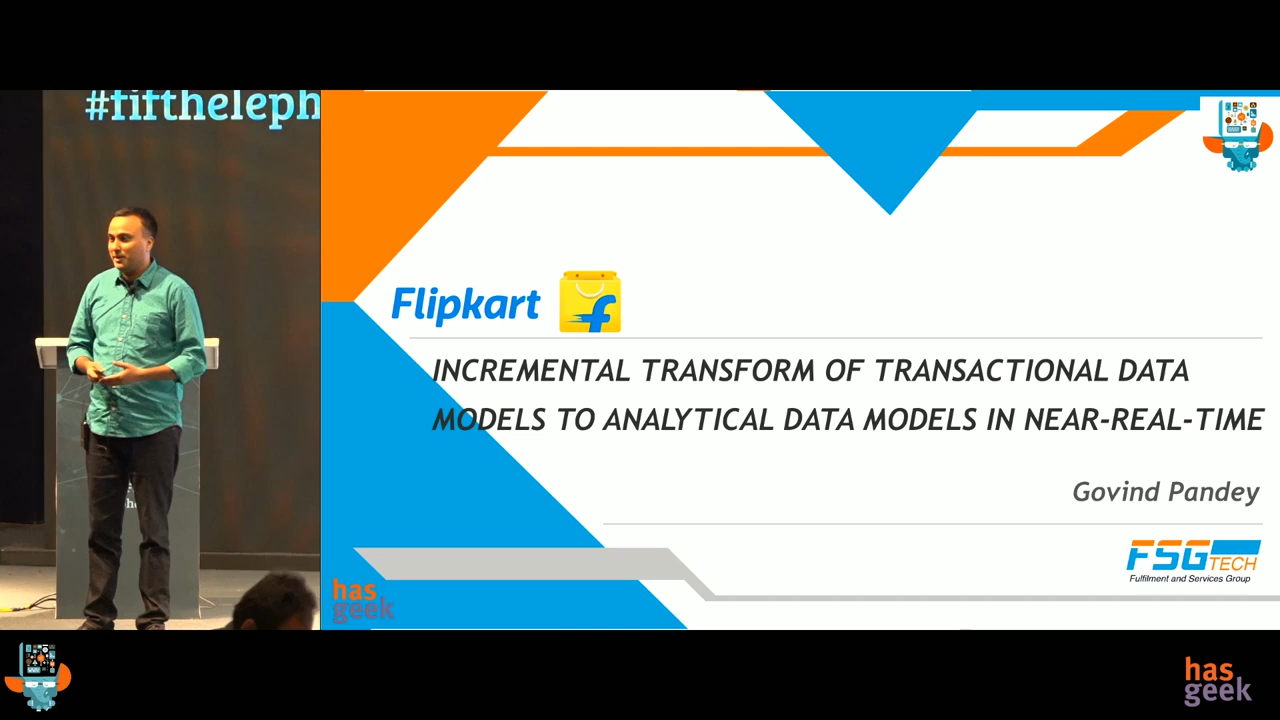 #fiftheleph
Flipkart
INCREMENTAL TRANSFORM OF TRANSACTIONAL DATA
MODELS TO ANALYTICAL DATA MODELS IN NEAR-REAL-TIME
Govind Pandey
FSG TECH
Fulfilment and Services Group
has
geek
has
geek